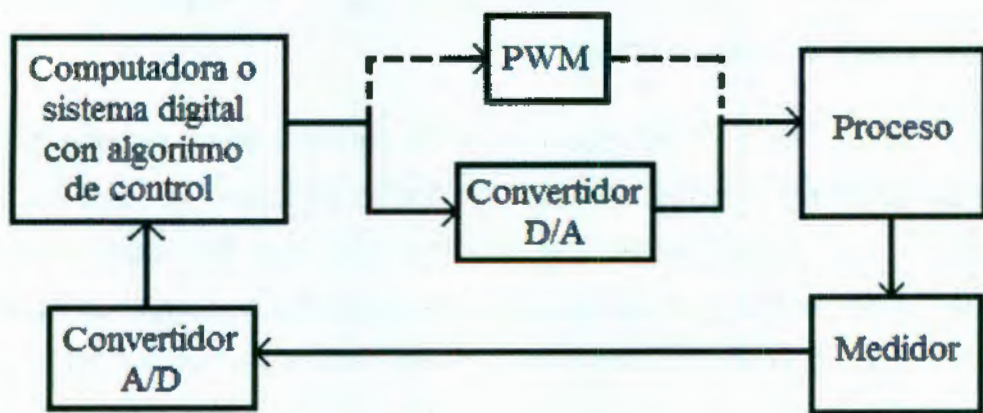 Computadora o
sistema digital
con algoritmo
de control
PWM
Convertidor
D/A
Proceso
Convertidor
A/D
Medidor